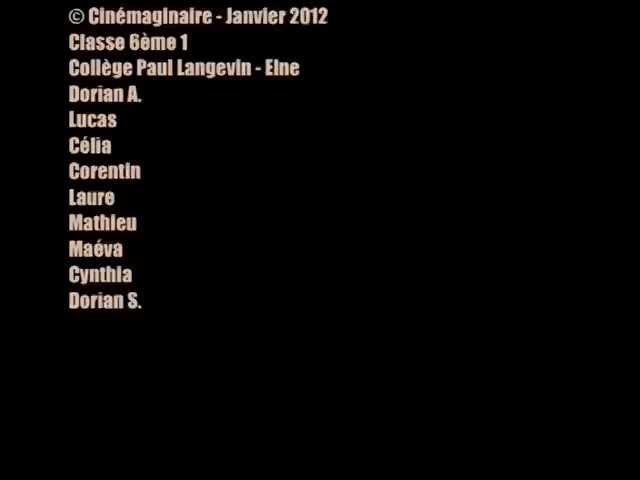 © Cinémaginaire - Janvier 2012
Classe 6ème 1
Collège Paul Langevin - Elne
Dorian A.
Lucas
Célia
Corentin
Laure
Mathieu
Maéva
Cynthia
Dorian S.